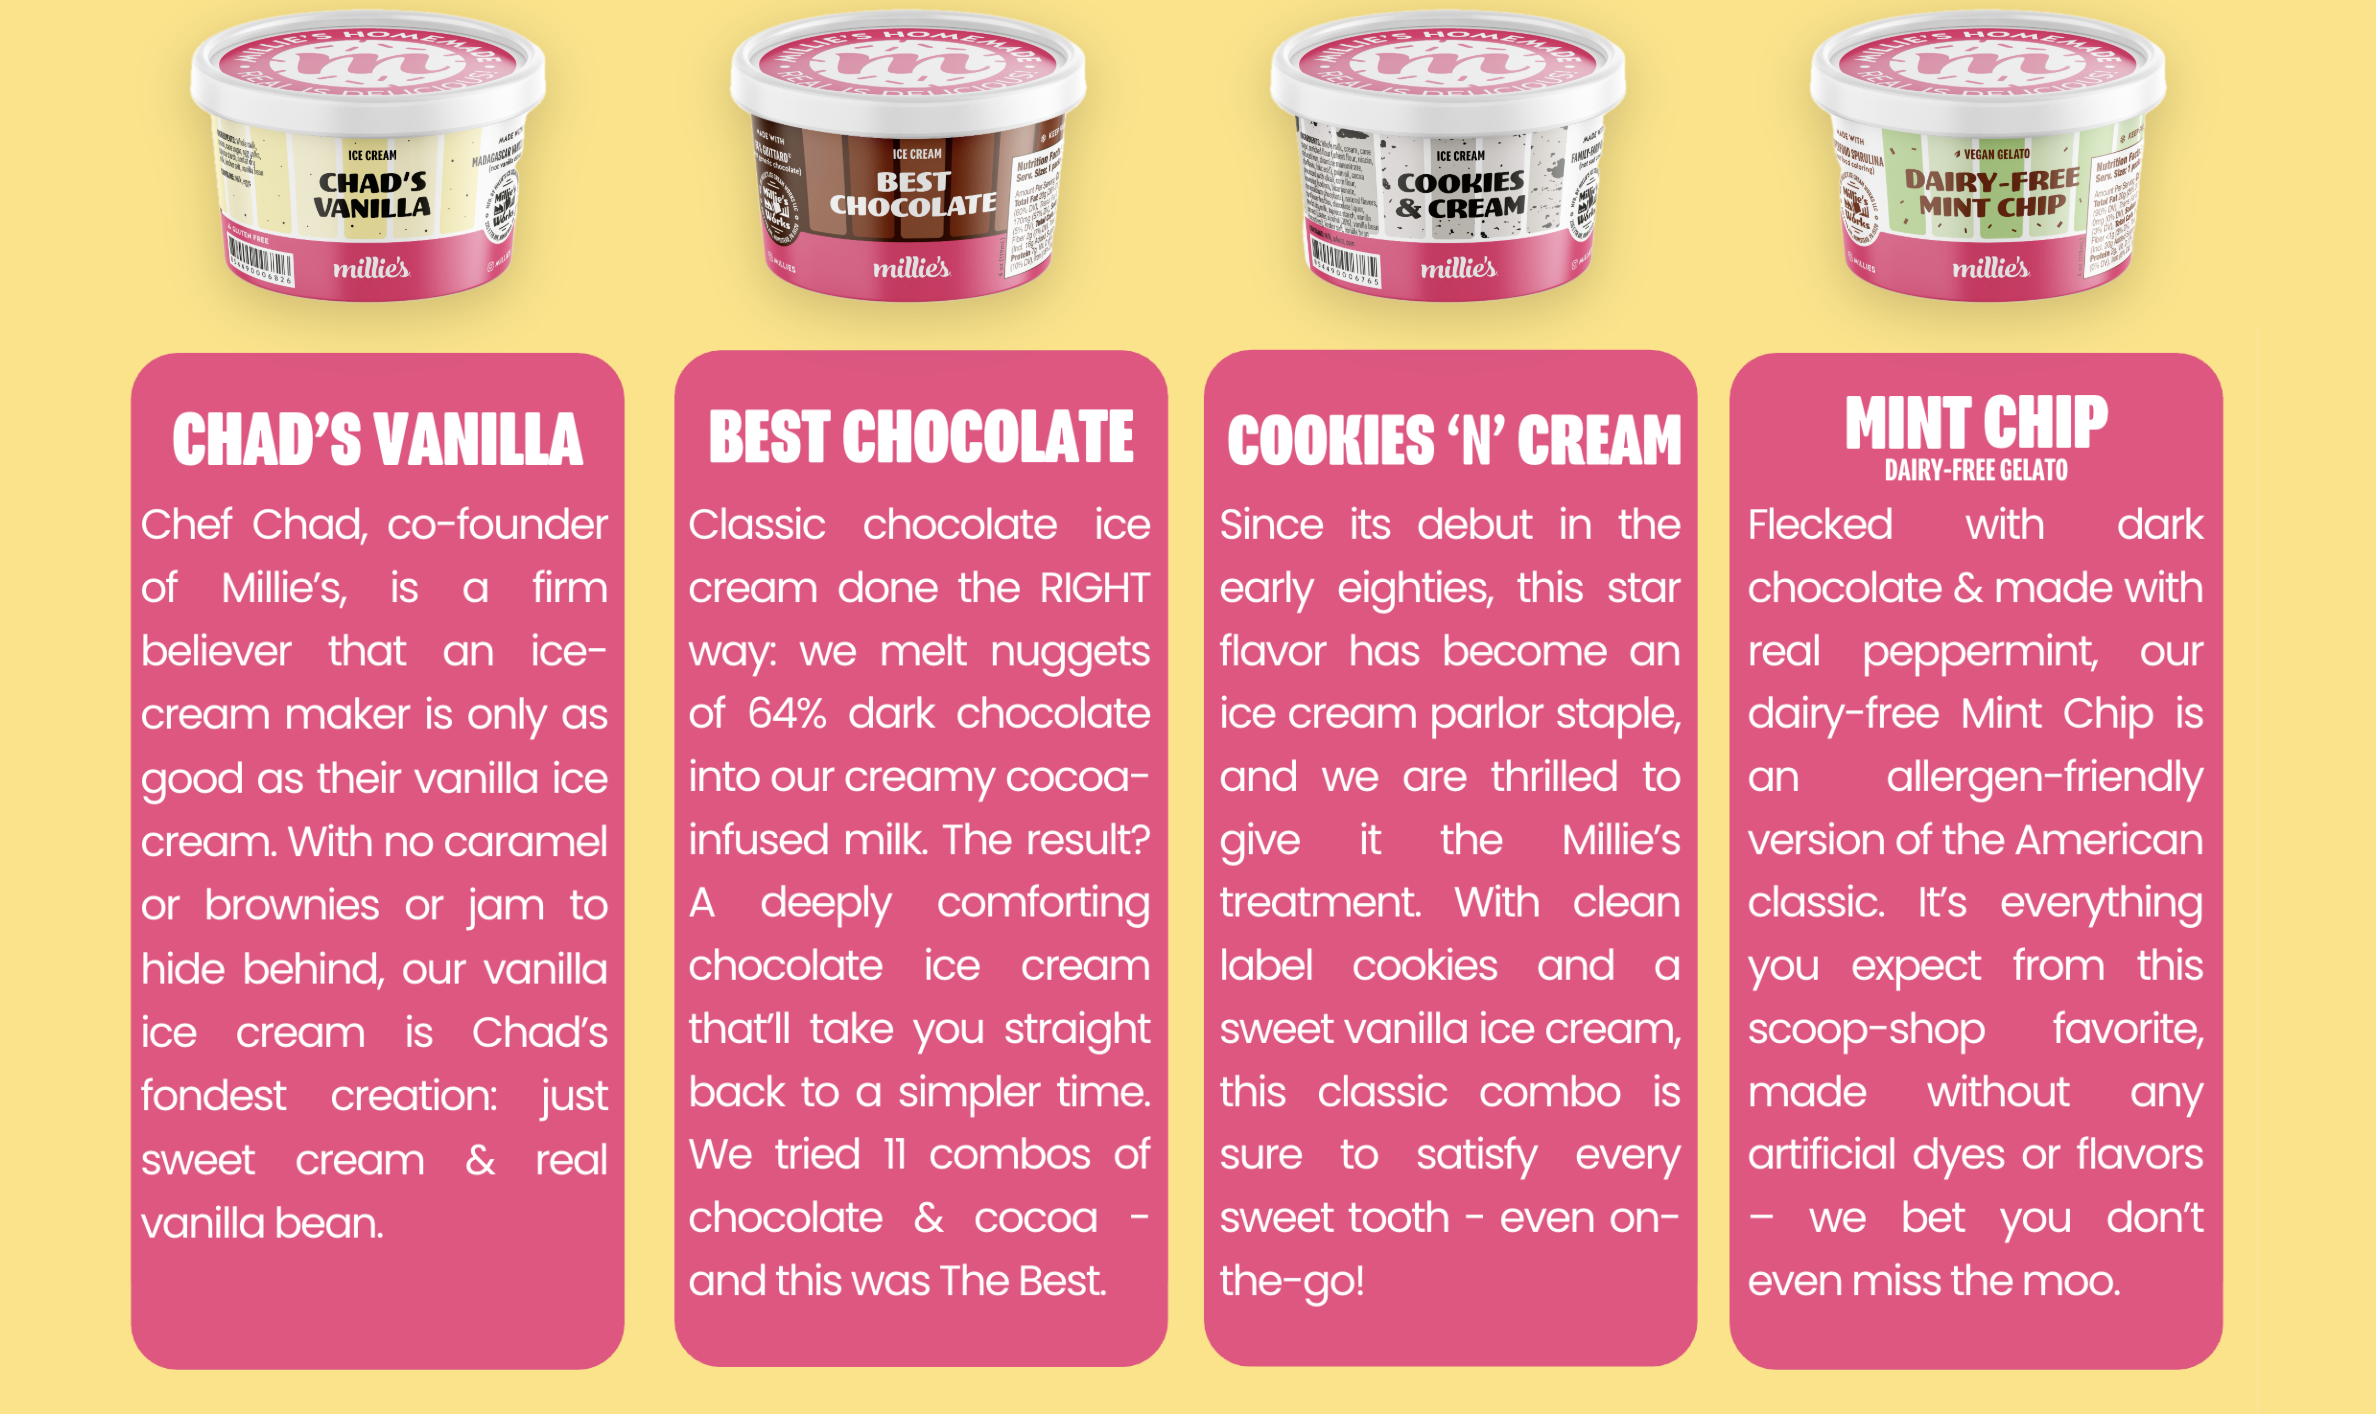 MILLIE'S HOMEMADE
REAL IS DELICIOUS!
ICE CREAM
CHAD'S
VANILLA
MADE WITH
& GLUTEN FREE
millie's
MILLIE'S HOMEMADE
REAL IS DELICIOUS!
MADE WITH
ICE CREAM
BEST
CHOCOLATE
Nutrition Facts
millie's
MILLIE'S HOMEMADE
REAL IS DELICIOUS!
ICE CREAM
COOKIES
& CREAM
millie's
MILLIE'S HOMEMADE
REAL IS DELICIOUS!
MADE WITH
VEGAN GELATO
DAIRY-FREE
MINT CHIP
Nutrition Facts
millie's
CHAD'S VANILLA
Chef Chad, co-founder
of Millie's, is a firm
believer that an ice-
cream maker is only as
good as their vanilla ice
cream. With no caramel
or brownies or jam to
hide behind, our vanilla
ice cream is Chad's
fondest creation: just
sweet cream & real
vanilla bean.
BEST CHOCOLATE
Classic chocolate ice
cream done the RIGHT
way: we melt nuggets
of 64% dark chocolate
into our creamy cocoa-
infused milk. The result?
A deeply comforting
chocolate ice cream
that'll take you straight
back to a simpler time.
We tried 11 combos of
chocolate & cocoa -
and this was The Best.
COOKIES 'N' CREAM
Since its debut in the
early eighties, this star
flavor has become an
ice cream parlor staple,
and we are thrilled to
give it the Millie's
treatment. With clean
label cookies and a
sweet vanilla ice cream,
this classic combo is
sure to satisfy every
sweet tooth - even on-
the-go!
MINT CHIP
DAIRY-FREE GELATO
Flecked with dark
chocolate & made with
real peppermint, our
dairy-free Mint Chip is
an allergen-friendly
version of the American
classic. It's everything
you expect from this
scoop-shop favorite,
made without any
artificial dyes or flavors
– we bet you don't
even miss the moo.